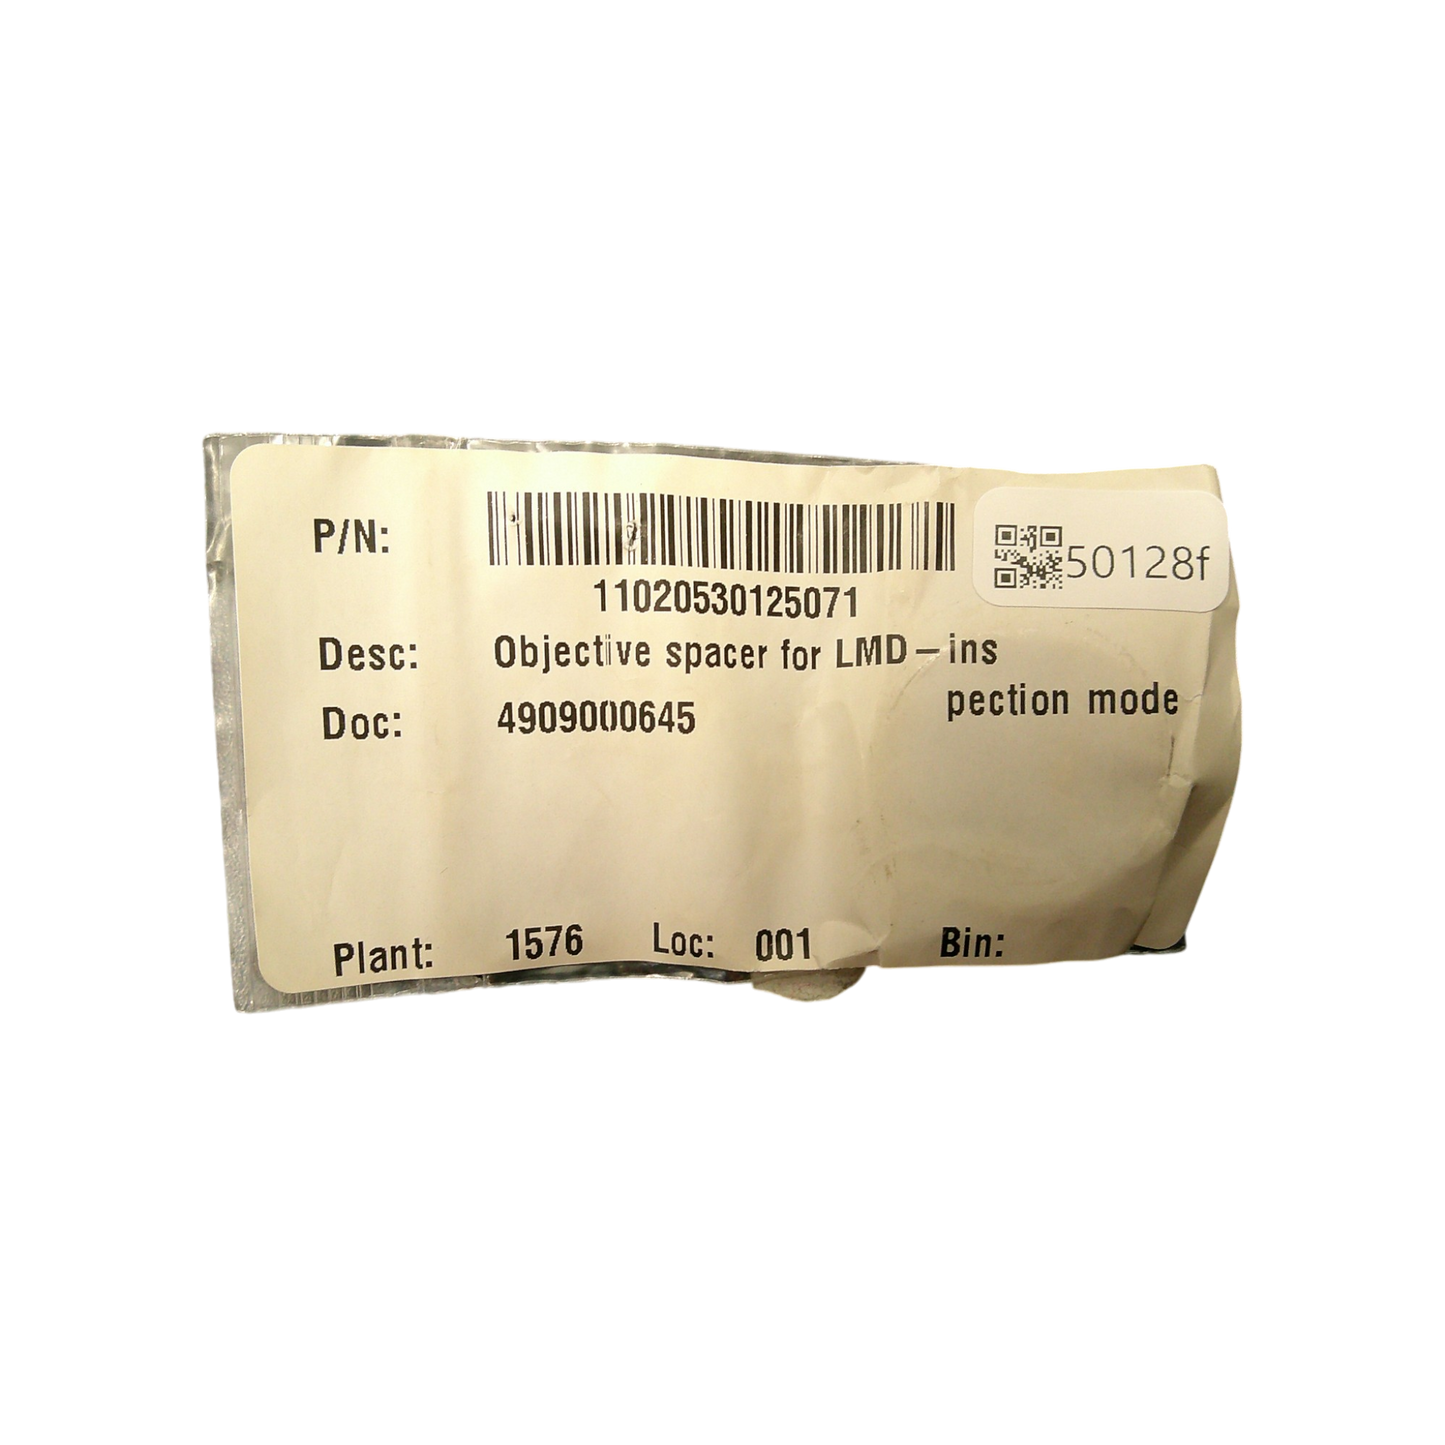 P/N:
50128f
11020530125071
Desc: Objective spacer for LMD-ins
pection mode
Doc: 4909000645
Plant: 1576 Loc: 001 Bin: